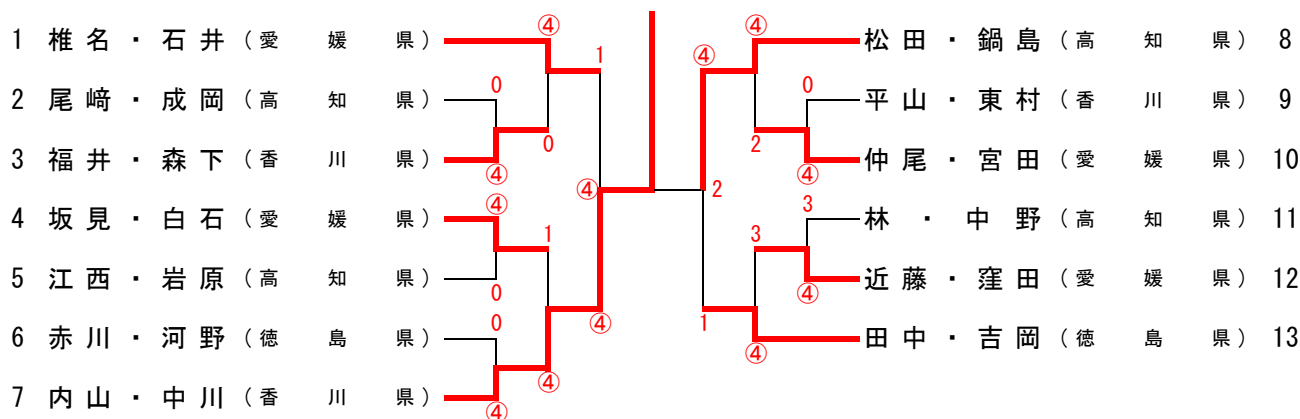 ④ ④
1 椎名・石井（愛媛県） 1 ④ 松田・鍋島（高知県） 8
0 0
2 尾﨑・成岡（高知県） 平山・東村（香川県） 9
0 2
3 福井・森下（香川県） 仲尾・宮田（愛媛県） 10
④ ④ 2 ④
④ 3
4 坂見・白石（愛媛県） 林・中野（高知県） 11
1 3
5 江西・岩原（高知県） 近藤・窪田（愛媛県） 12
0 ④
0 ④ 1
6 赤川・河野（徳島県） 田中・吉岡（徳島県） 13
④ ④
7 内山・中川（香川県）
④